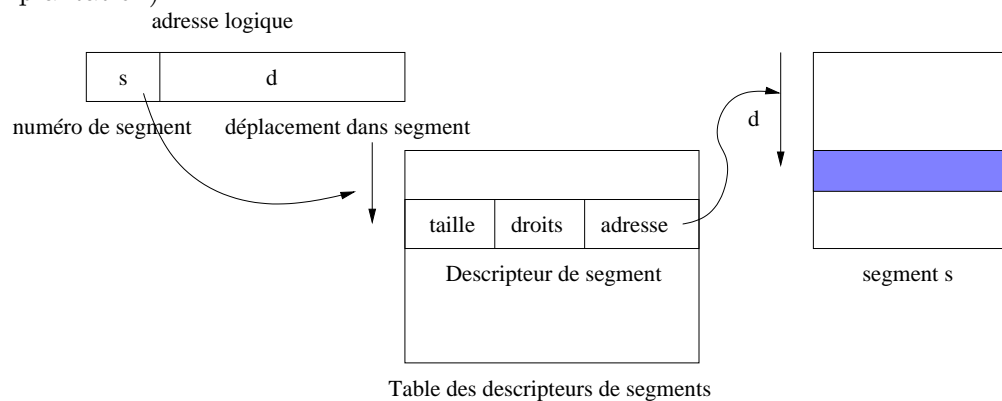 adresse logique
s
d
numéro de segment
déplacement dans segment
d
taille
droits
adresse
Descripteur de segment
segment s
Table des descripteurs de segments